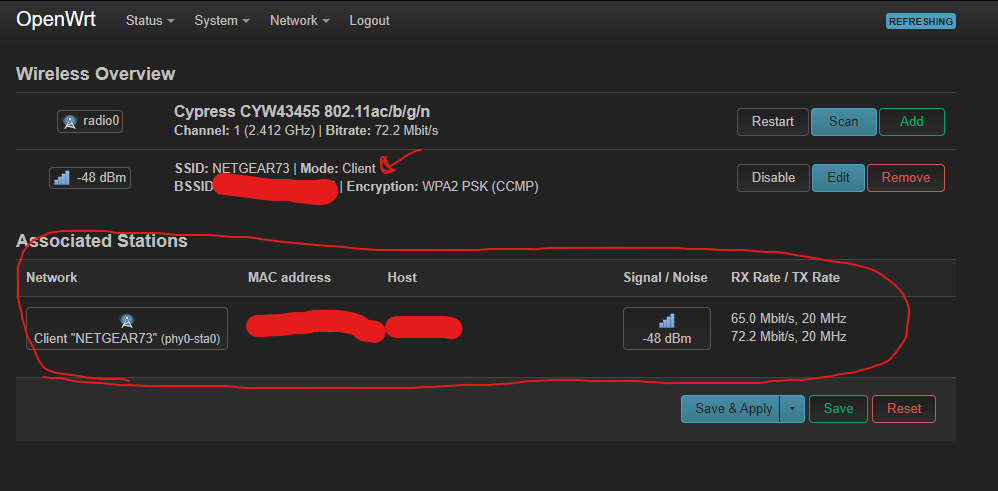 OpenWrt Status System Network Logout REFRESHING
Wireless Overview
radio0
Cypress CYW43455 802.11ac/b/g/n
Channel: 1 (2.412 GHz) | Bitrate: 72.2 Mbit/s
Restart Scan Add
-48 dBm
SSID: NETGEAR73 | Mode: Client
BSSID | Encryption: WPA2 PSK (CCMP)
Disable Edit Remove
Associated Stations
Network MAC address Host Signal / Noise RX Rate / TX Rate
Client "NETGEAR73" (phy0-sta0)
-48 dBm
65.0 Mbit/s, 20 MHz
72.2 Mbit/s, 20 MHz
Save & Apply Save Reset